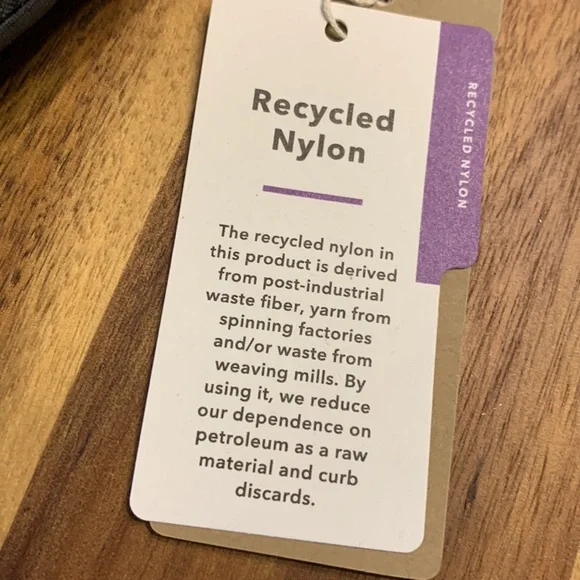 Recycled
Nylon
RECYCLED NYLON
The recycled nylon in
this product is derived
from post-industrial
waste fiber, yarn from
spinning factories
and/or waste from
weaving mills. By
using it, we reduce
our dependence on
petroleum as a raw
material and curb
discards.